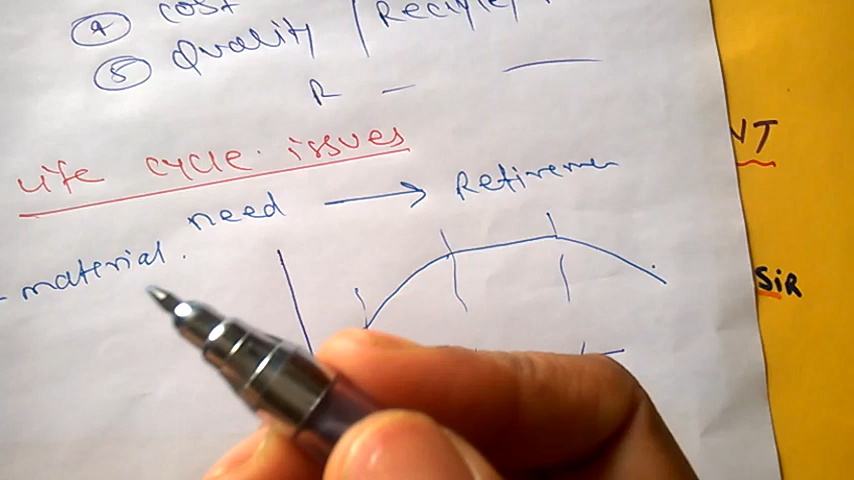 ④ cost
⑤ Quality / Recycle
R —
Life cycle issues
need → Retiremen
- material.
NT
SIR